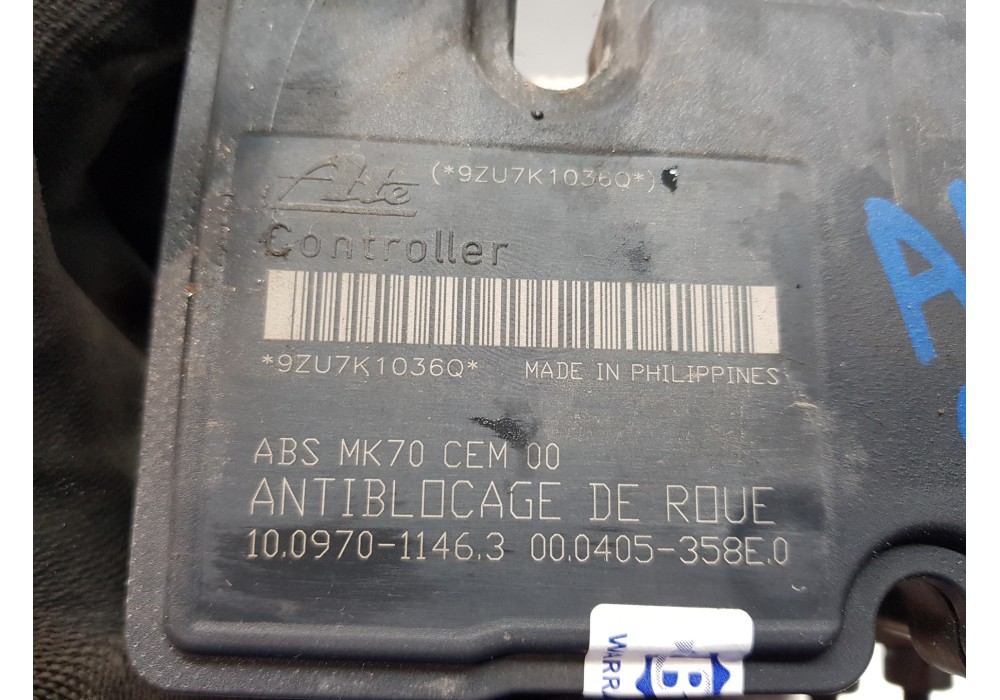 Ate (*9ZU7K1036Q*)
Controller
*9ZU7K1036Q* MADE IN PHILIPPINES
ABS MK70 CEM 00
ANTIBLOCAGE DE ROUE
10.0970-1146.3 00.0405-358E.0
A
B